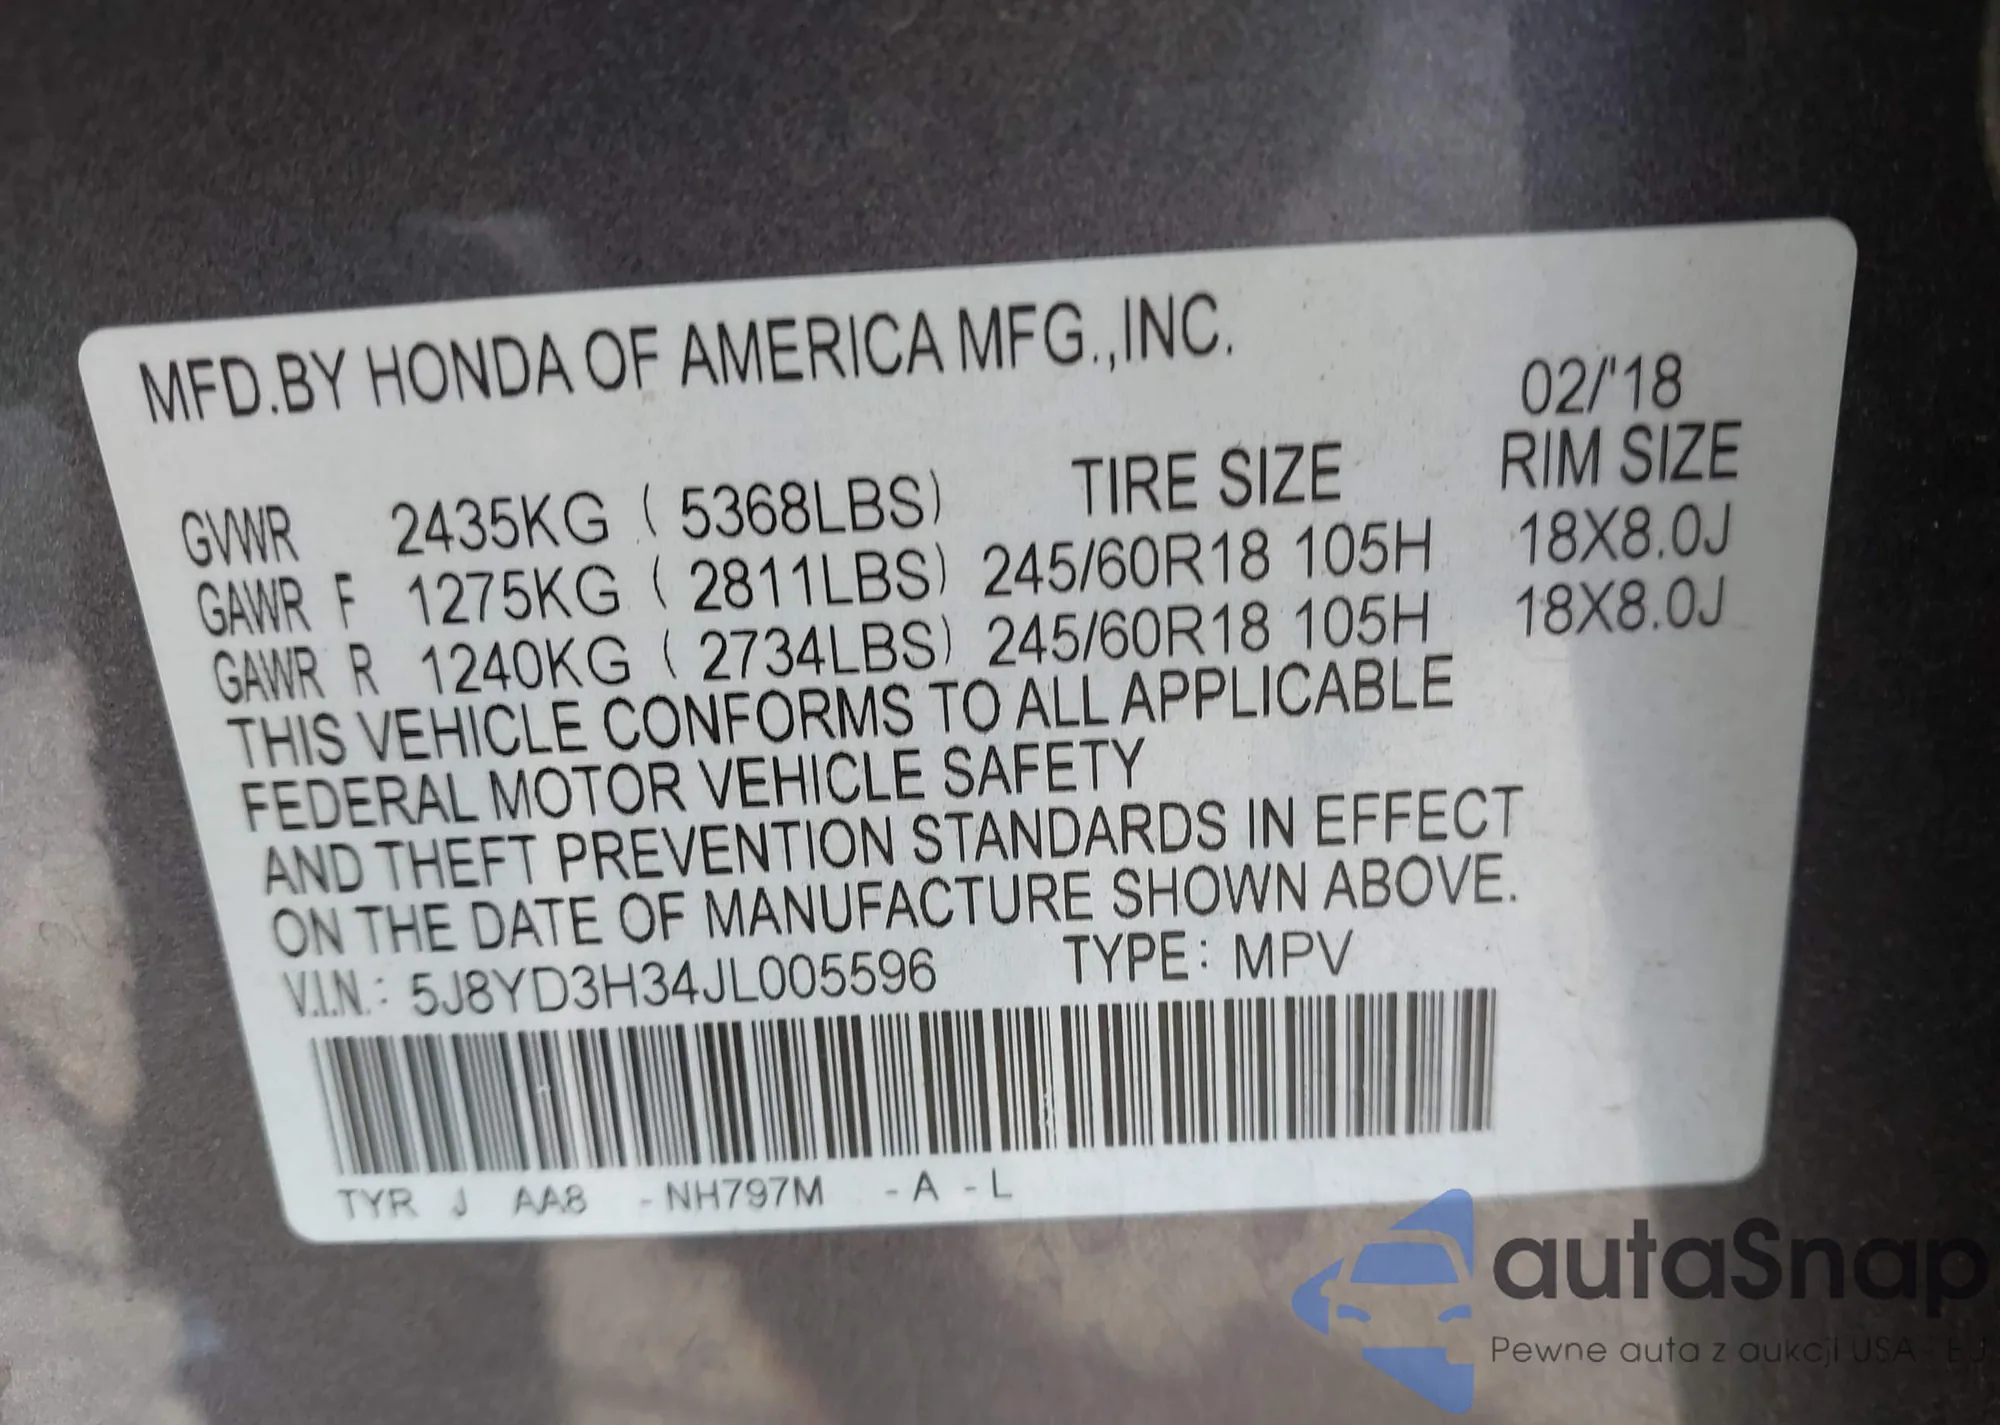 MFD.BY HONDA OF AMERICA MFG.,INC.
02/'18
GVWR 2435KG ( 5368LBS) TIRE SIZE RIM SIZE
GAWR F 1275KG ( 2811LBS) 245/60R18 105H 18X8.0J
GAWR R 1240KG ( 2734LBS) 245/60R18 105H 18X8.0J
THIS VEHICLE CONFORMS TO ALL APPLICABLE
FEDERAL MOTOR VEHICLE SAFETY
AND THEFT PREVENTION STANDARDS IN EFFECT
ON THE DATE OF MANUFACTURE SHOWN ABOVE.
V.I.N.: 5J8YD3H34JL005596 TYPE: MPV
TYR J AA8 -NH797M -A -L
autaSnap
Pewne auta z aukcji USA - EU